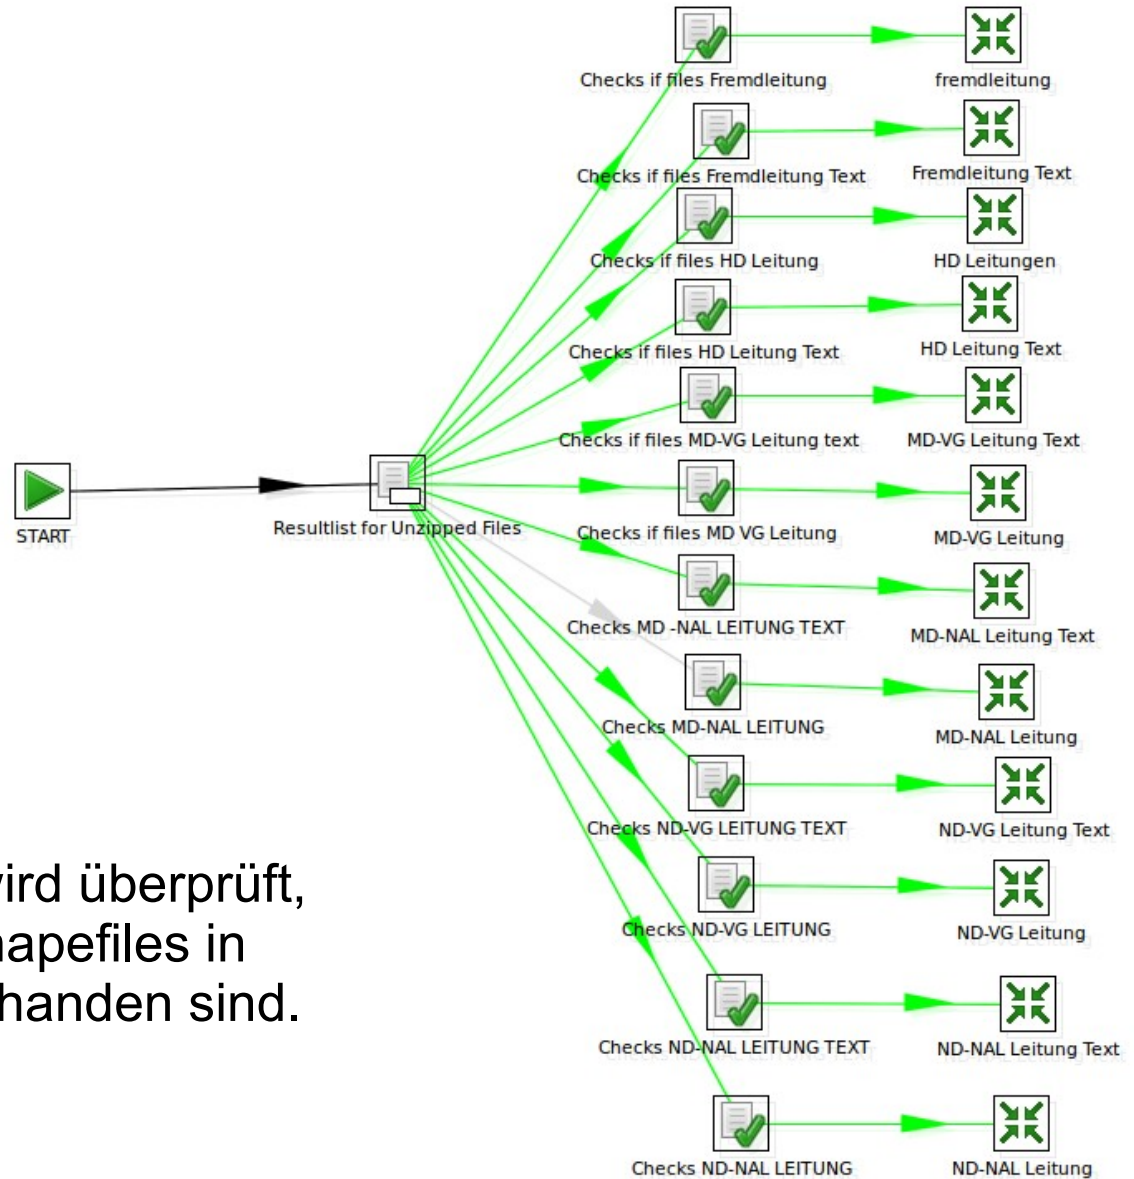 Checks if files Fremdleitung
fremdleitung
Checks if files Fremdleitung Text
Fremdleitung Text
Checks if files HD Leitung
HD Leitungen
Checks if files HD Leitung Text
HD Leitung Text
Checks if files MD-VG Leitung text
MD-VG Leitung Text
START
Resultlist for Unzipped Files
Checks if files MD VG Leitung
MD-VG Leitung
Checks MD -NAL LEITUNG TEXT
MD-NAL Leitung Text
Checks MD-NAL LEITUNG
MD-NAL Leitung
Checks ND-VG LEITUNG TEXT
ND-VG Leitung Text
Checks ND-VG LEITUNG
ND-VG Leitung
Checks ND-NAL LEITUNG TEXT
ND-NAL Leitung Text
Checks ND-NAL LEITUNG
ND-NAL Leitung
überprüft,
in
sind.